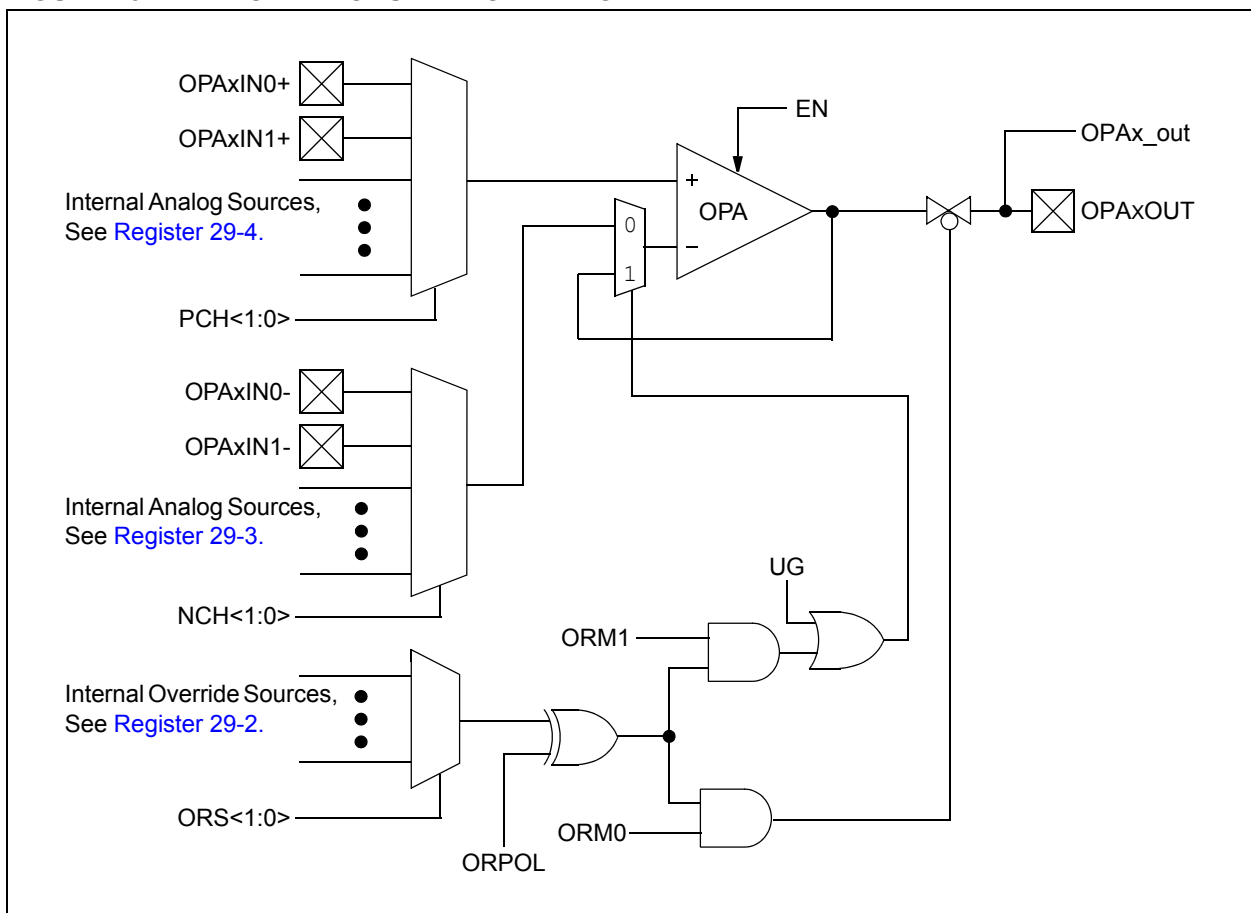 OPAxIN0+
OPAxIN1+
Internal Analog Sources,
See Register 29-4.
PCH<1:0>
EN
+
OPA
−
0
1
OPAx_out
OPAxOUT
OPAxIN0-
OPAxIN1-
Internal Analog Sources,
See Register 29-3.
NCH<1:0>
UG
ORM1
Internal Override Sources,
See Register 29-2.
ORS<1:0>
ORPOL
ORM0